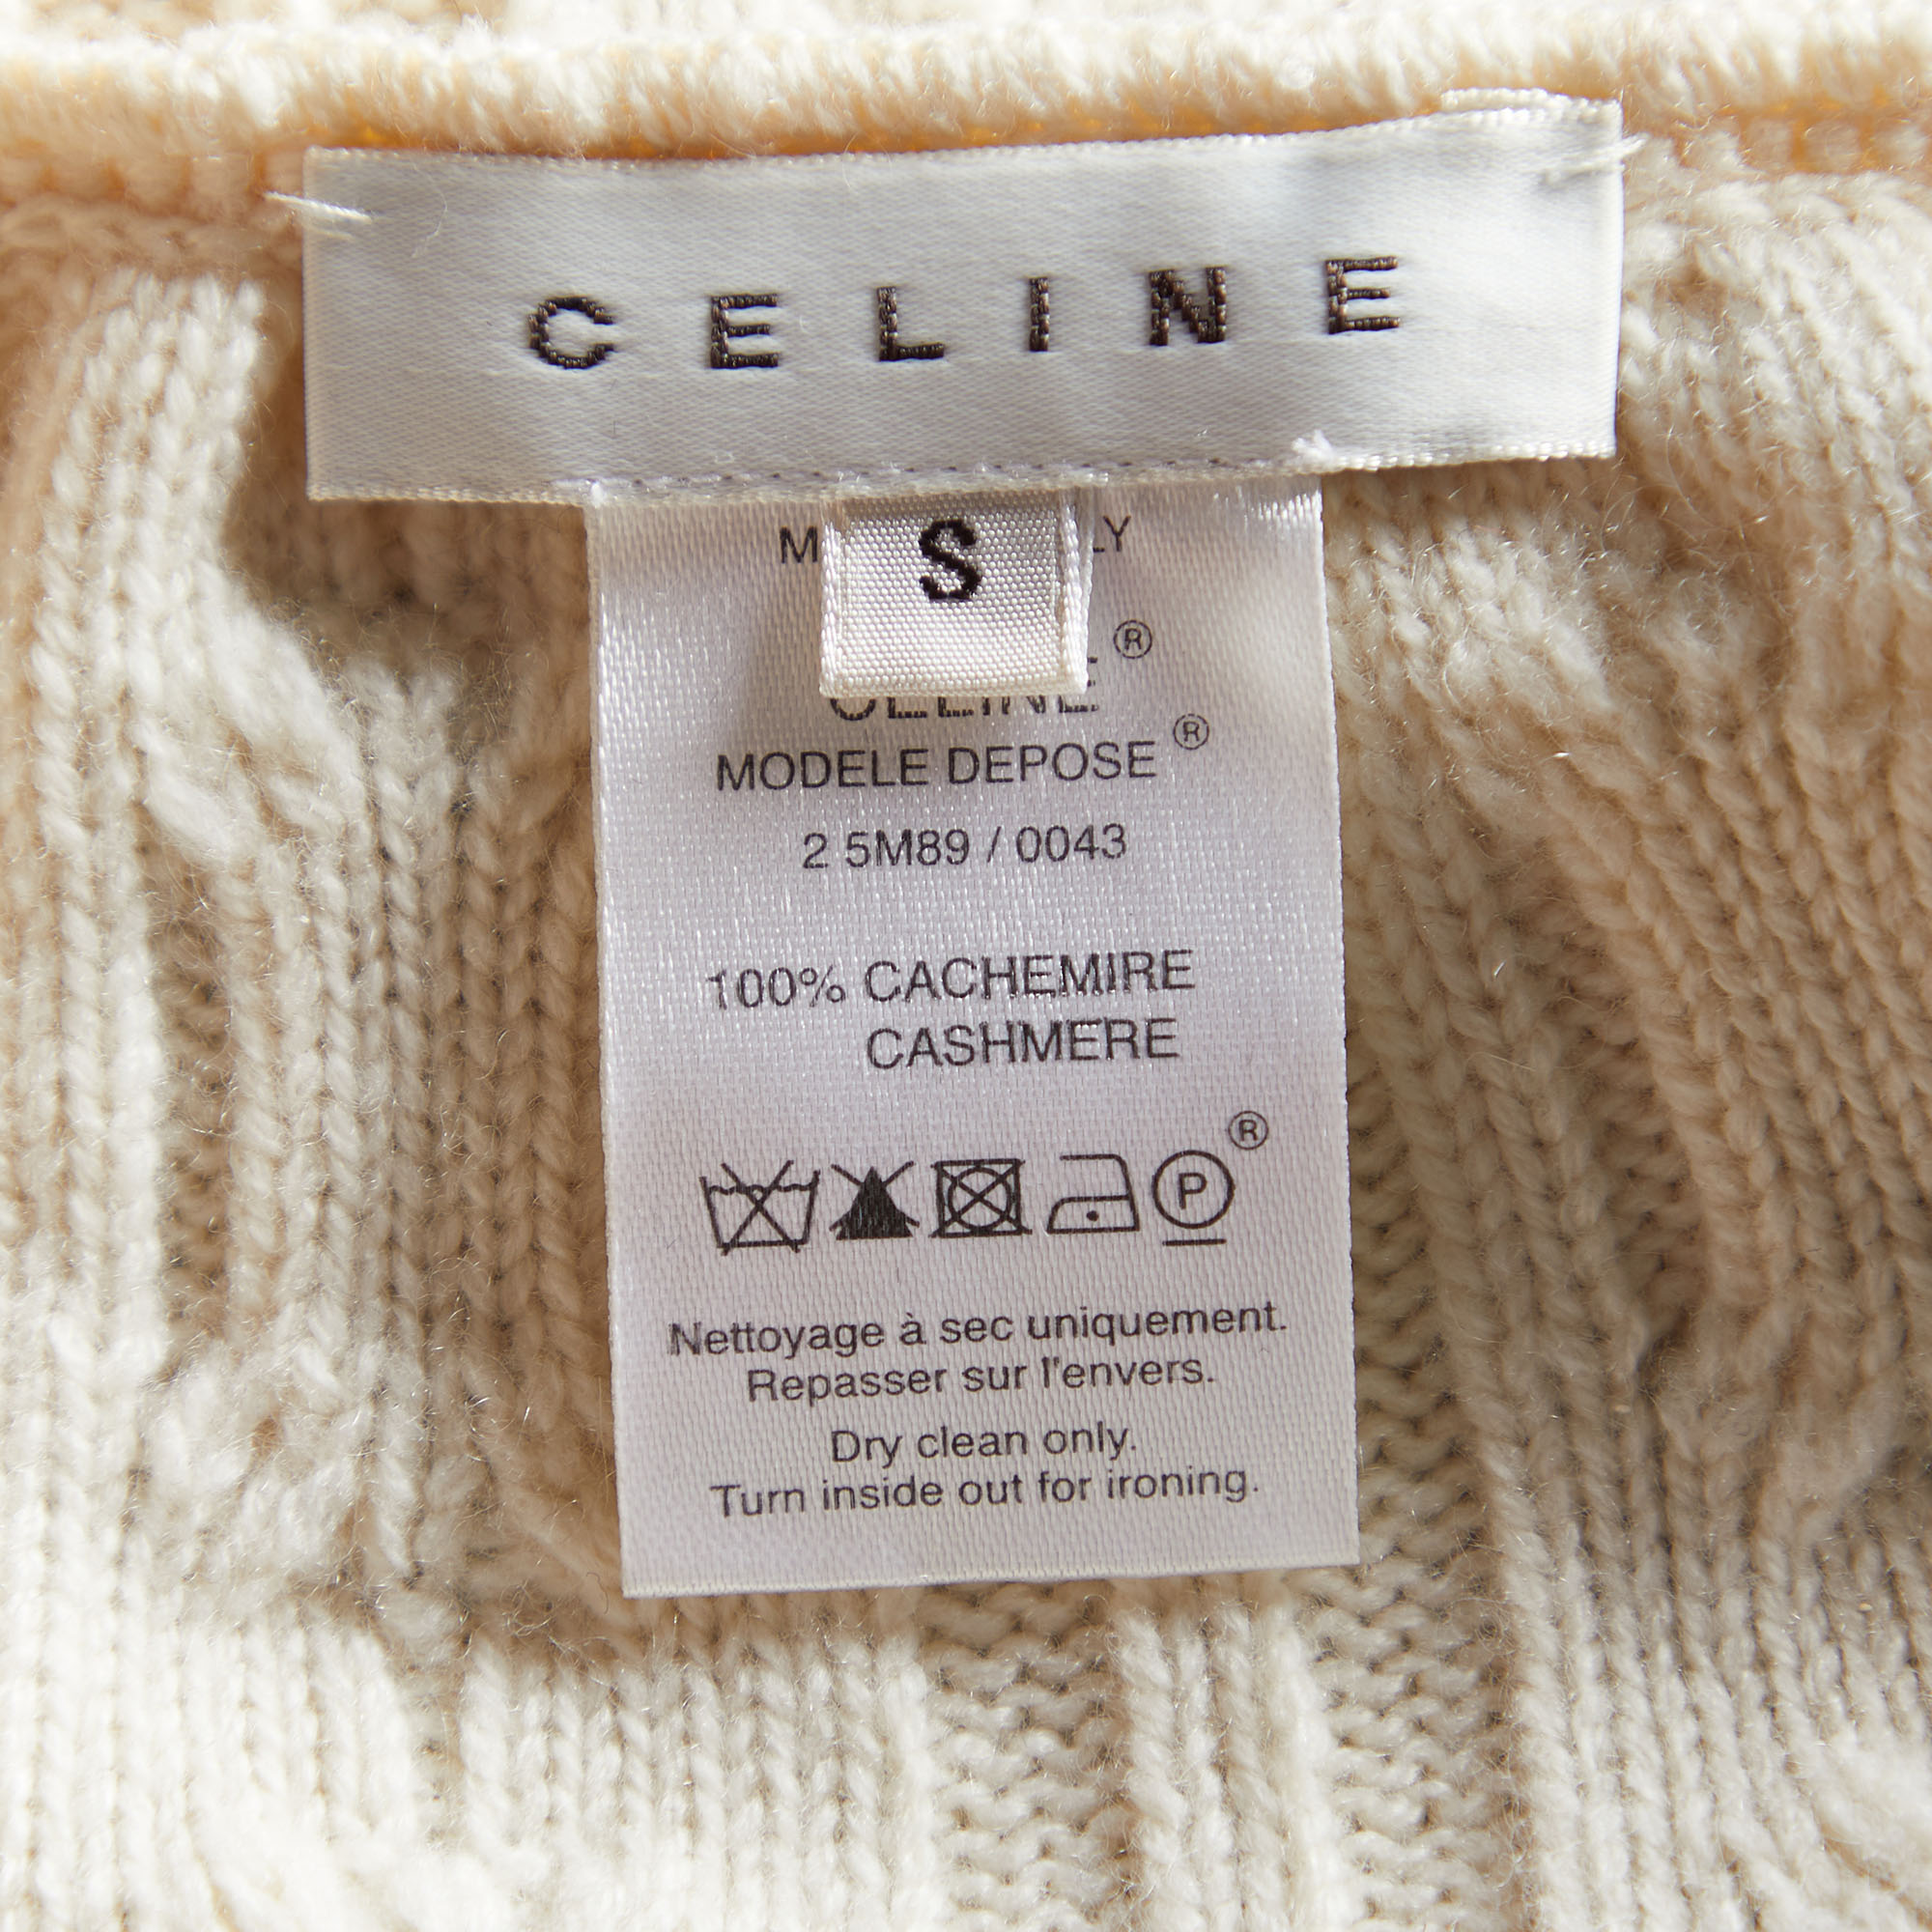 CELINE
S
®
CELINE
MODELE DEPOSE ®
2 5M89 / 0043
100% CACHEMIRE
CASHMERE
P ®
Nettoyage à sec uniquement.
Repasser sur l'envers.
Dry clean only.
Turn inside out for ironing.